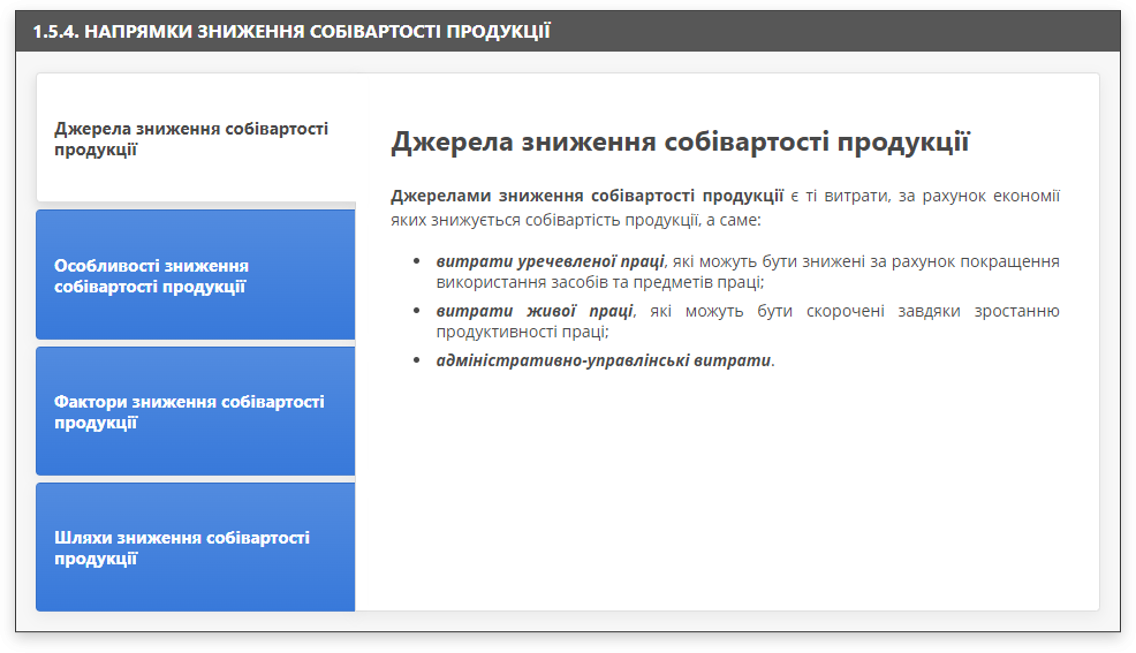 1.5.4. НАПРЯМКИ ЗНИЖЕННЯ СОБІВАРТОСТІ ПРОДУКЦІЇ
Джерела зниження собівартості
продукції
Особливості зниження
собівартості продукції
Фактори зниження собівартості
продукції
Шляхи зниження собівартості
продукції
Джерела зниження собівартості продукції
Джерелами зниження собівартості продукції є ті витрати, за рахунок економії
яких знижується собівартість продукції, а саме:
• витрати уречевленої праці, які можуть бути знижені за рахунок покращення
використання засобів та предметів праці;
• витрати живої праці, які можуть бути скорочені завдяки зростанню
продуктивності праці;
• адміністративно-управлінські витрати.